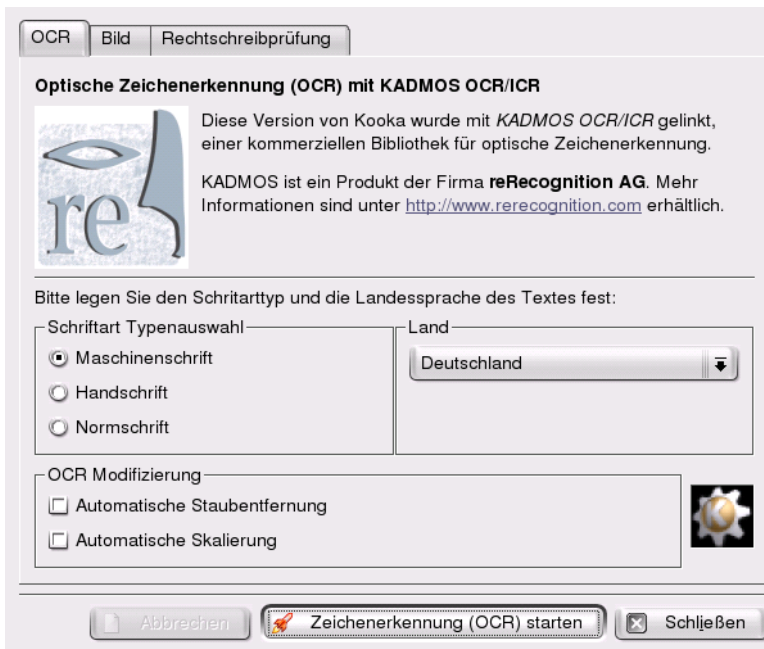 OCR Bild Rechtschreibprüfung
Optische Zeichenerkennung (OCR) mit KADMOS OCR/ICR
re
Diese Version von Kooka wurde mit KADMOS OCR/ICR gelinkt,
einer kommerziellen Bibliothek für optische Zeichenerkennung.
KADMOS ist ein Produkt der Firma reRecognition AG. Mehr
Informationen sind unter http://www.rerecognition.com erhältlich.
Bitte legen Sie den Schritarttyp und die Landessprache des Textes fest:
Schriftart Typenauswahl
Maschinenschrift
Handschrift
Normschrift
Land
Deutschland
OCR Modifizierung
Automatische Staubentfernung
Automatische Skalierung
K
Abbrechen Zeichenerkennung (OCR) starten Schließen